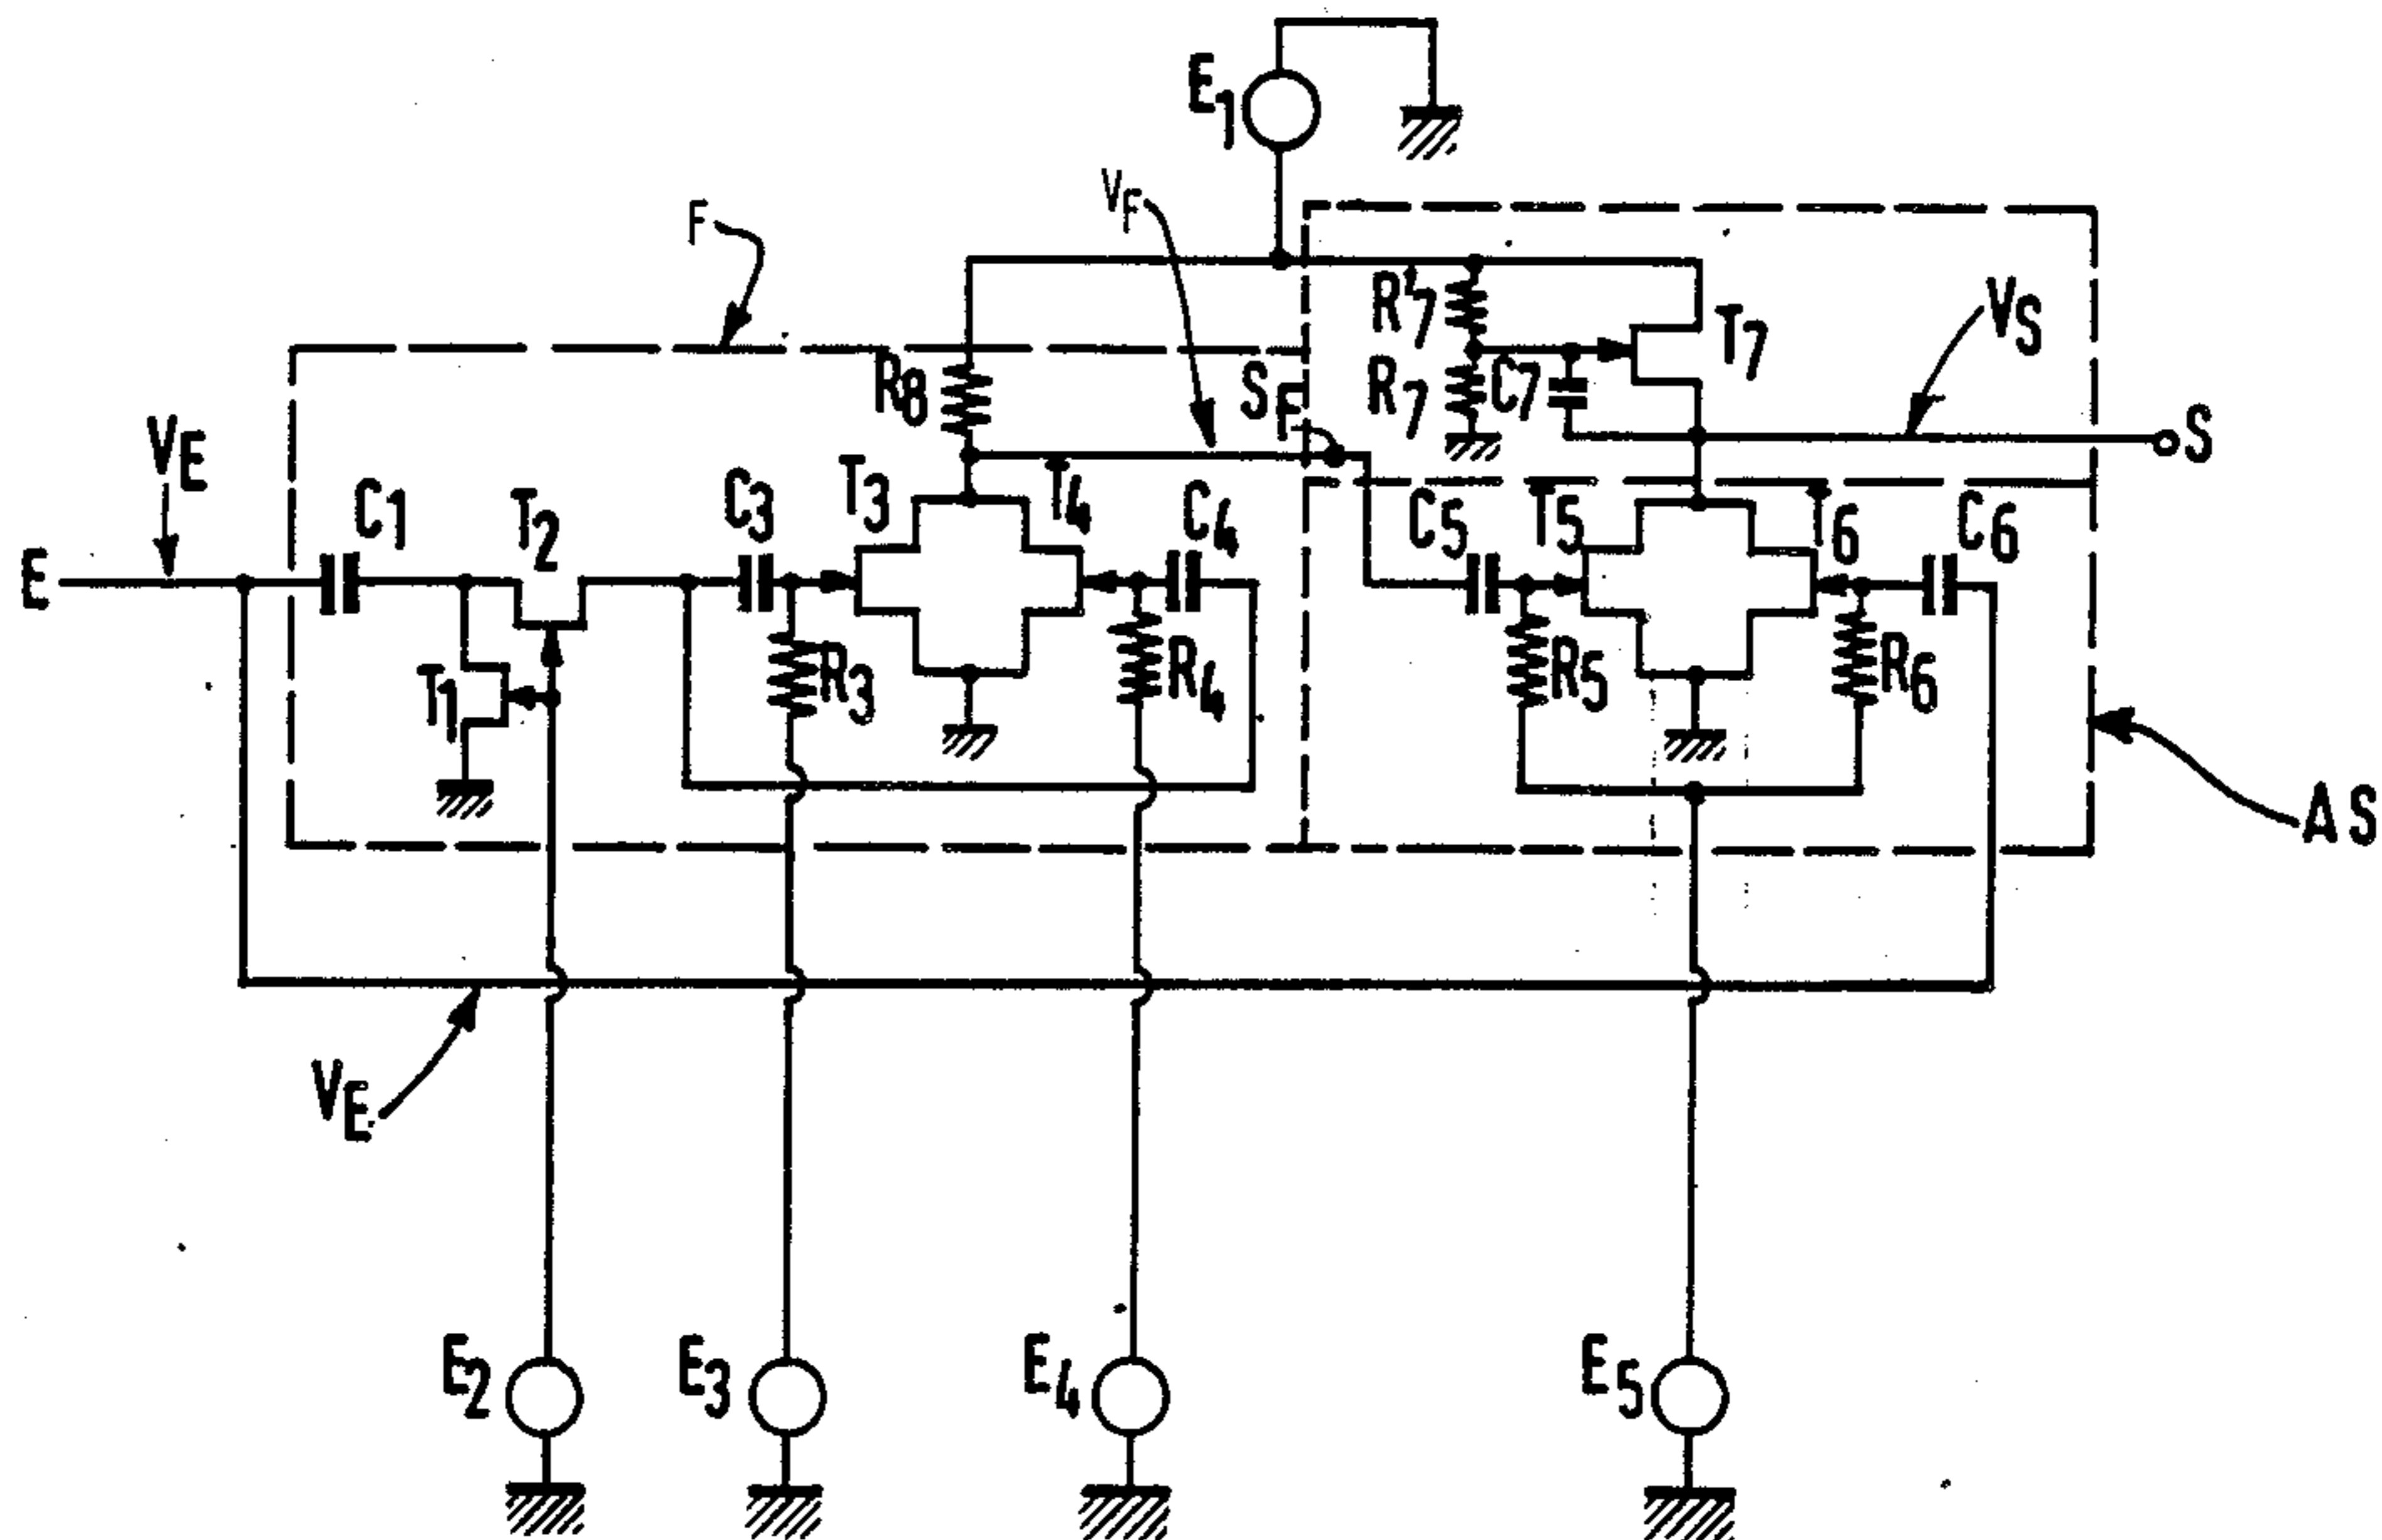 E1
VF
F
R'7
T7
VS
R8
SF
R7
C7
S
VE
C1
T2
C3
T3
T4
C4
C5
T5
T6
C6
E
T1
R3
R4
R5
R6
AS
VE
E2
E3
E4
E5